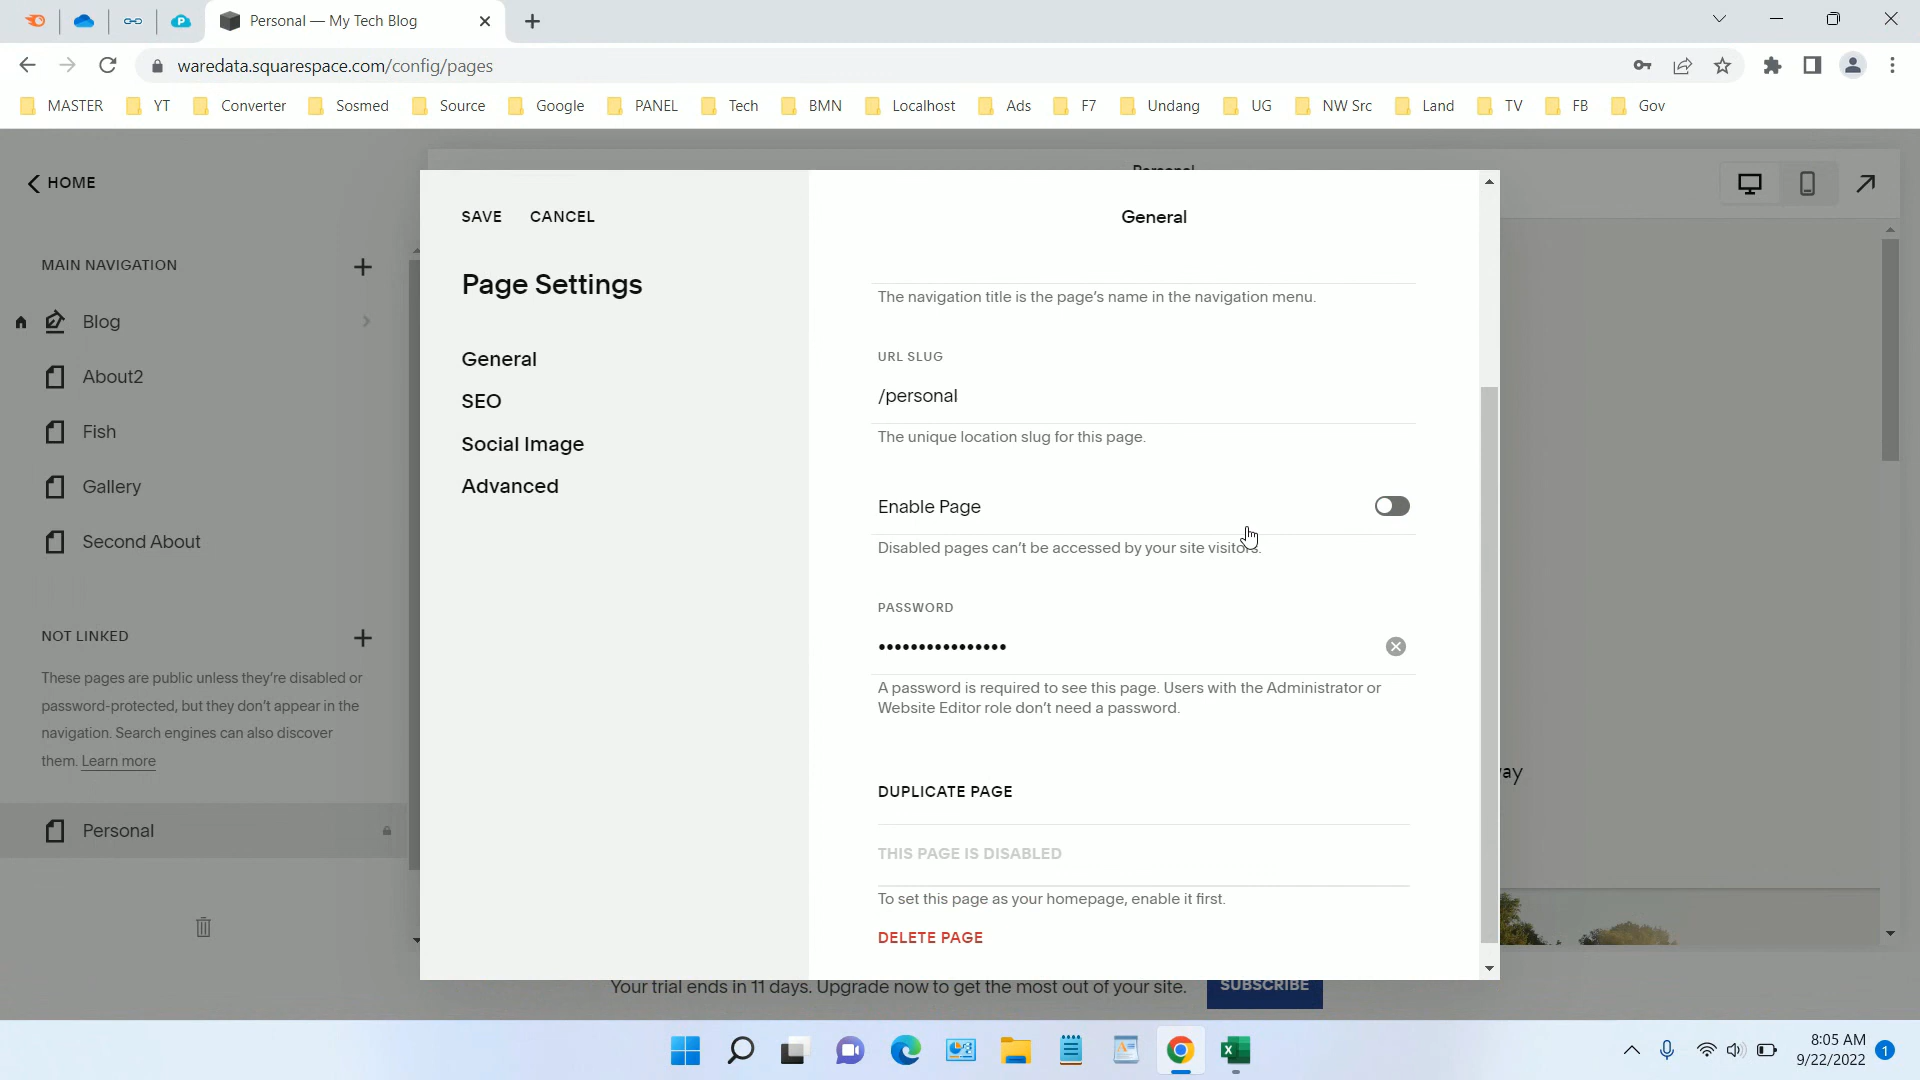 Personal — My Tech Blog
waredata.squarespace.com/config/pages
MASTER YT Converter Sosmed Source Google PANEL Tech BMN Localhost Ads F7 Undang UG NW Src Land TV FB Gov
HOME
Personal
SAVE CANCEL
General
MAIN NAVIGATION
Page Settings
The navigation title is the page's name in the navigation menu.
Blog
General
URL SLUG
About2
SEO
/personal
Fish
Social Image
The unique location slug for this page.
Gallery
Advanced
Enable Page
Second About
Disabled pages can't be accessed by your site visitors.
PASSWORD
NOT LINKED
••••••••••••••••
These pages are public unless they're disabled or
password-protected, but they don't appear in the
navigation. Search engines can also discover
them. Learn more
A password is required to see this page. Users with the Administrator or
Website Editor role don't need a password.
DUPLICATE PAGE
Personal
THIS PAGE IS DISABLED
To set this page as your homepage, enable it first.
DELETE PAGE
Your trial ends in 11 days. Upgrade now to get the most out of your site.
SUBSCRIBE
8:05 AM
9/22/2022
1